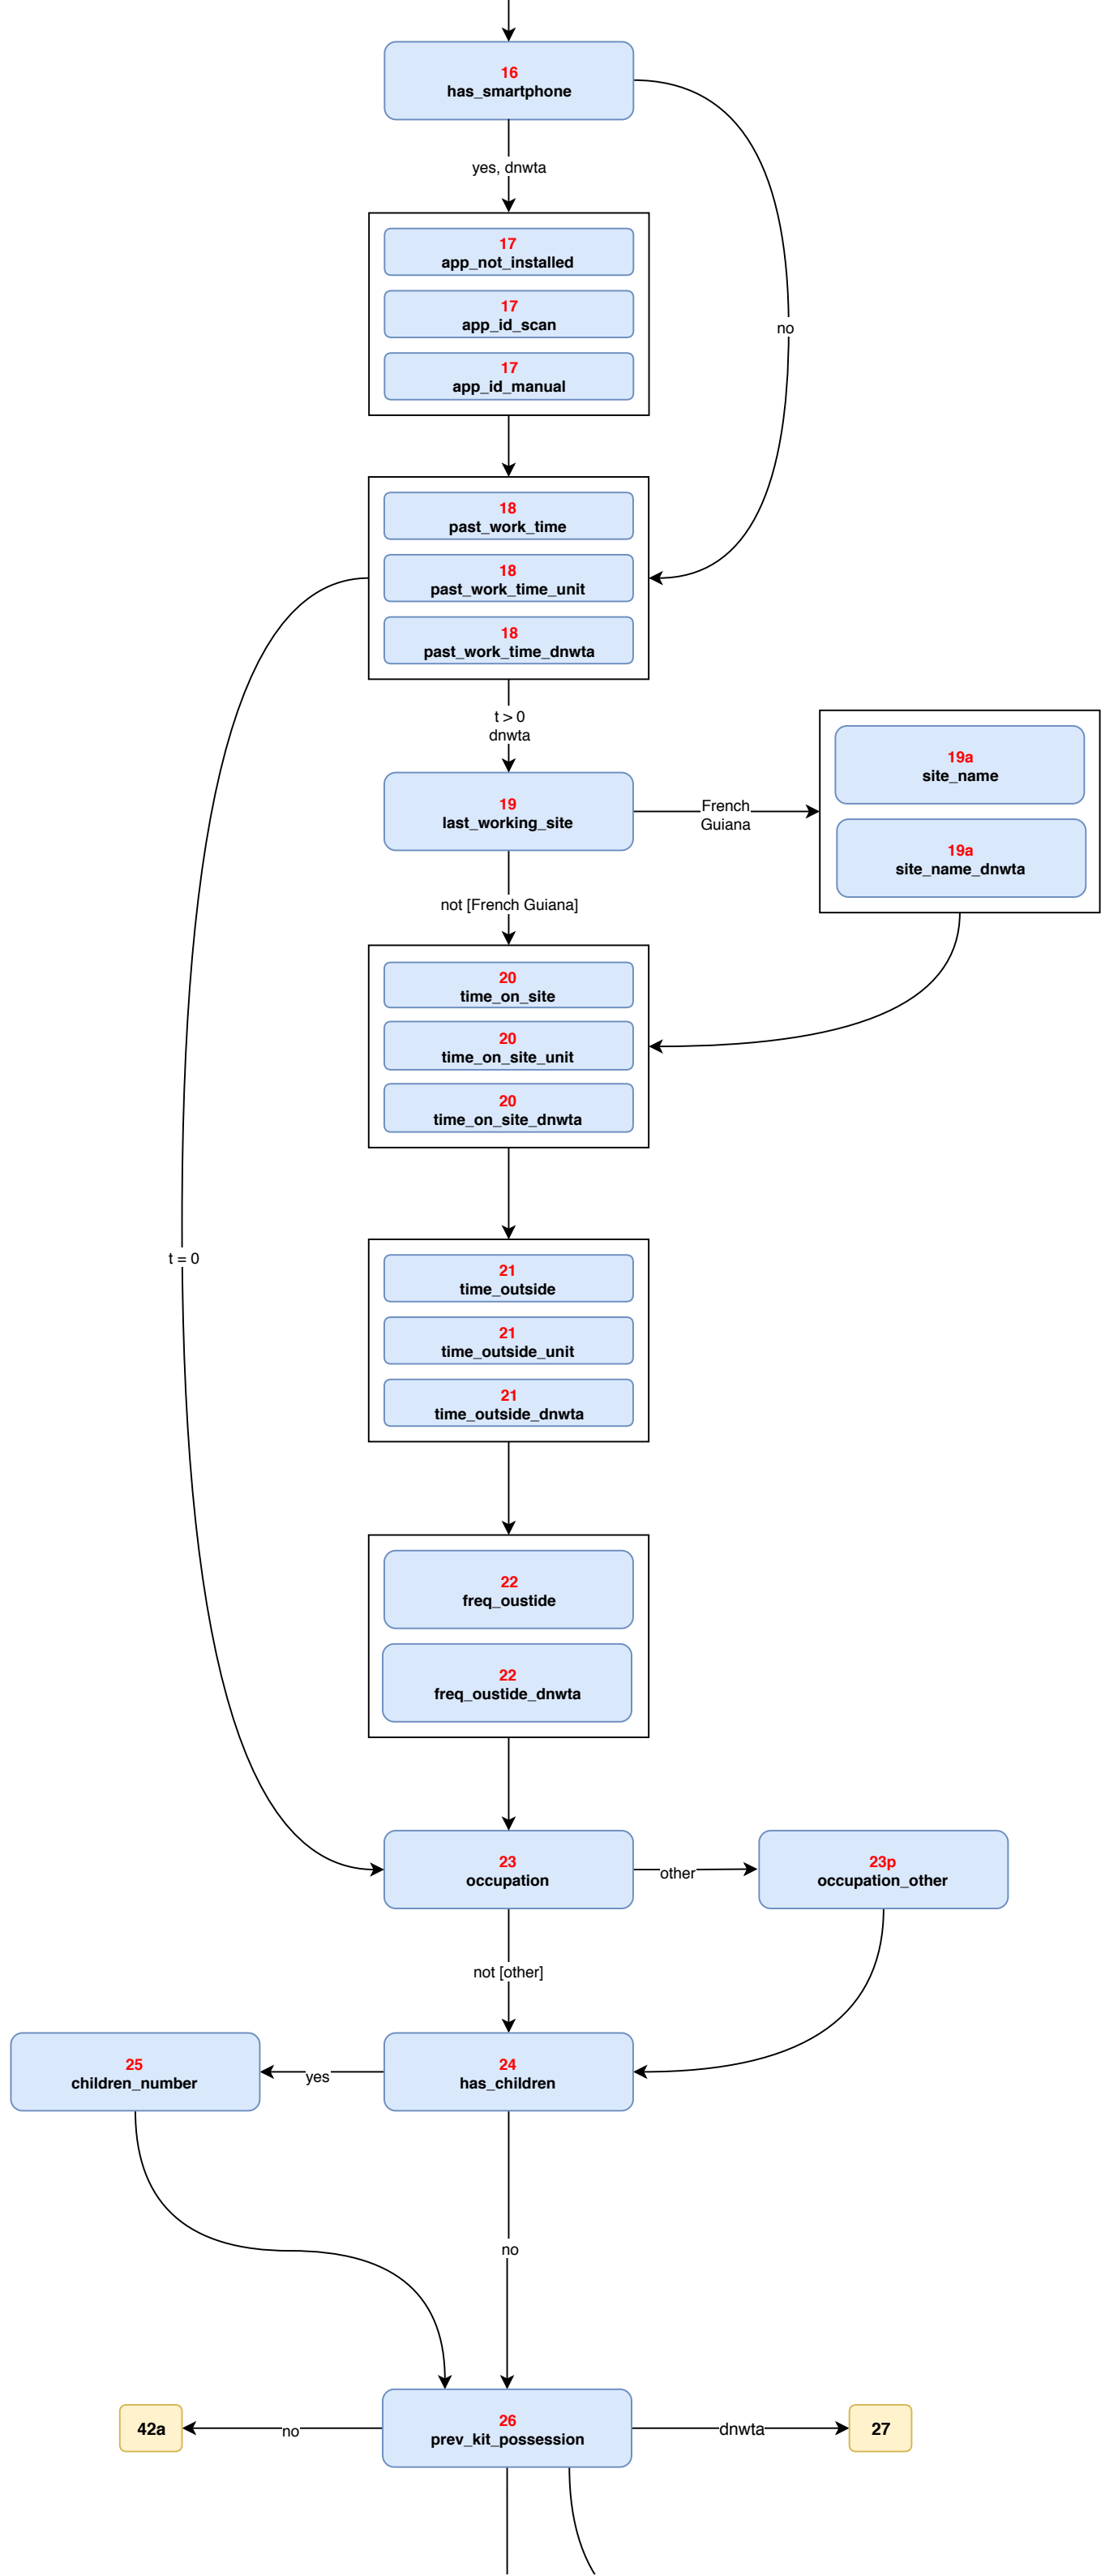 16
has_smartphone
yes, dnwta
17
app_not_installed
17
app_id_scan
17
app_id_manual
no
18
past_work_time
18
past_work_time_unit
18
past_work_time_dnwta
t > 0
dnwta
19
last_working_site
French
Guiana
19a
site_name
19a
site_name_dnwta
not [French Guiana]
20
time_on_site
20
time_on_site_unit
20
time_on_site_dnwta
t = 0
21
time_outside
21
time_outside_unit
21
time_outside_dnwta
22
freq_oustide
22
freq_oustide_dnwta
23
occupation
other
23p
occupation_other
not [other]
25
children_number
yes
24
has_children
no
42a
no
26
prev_kit_possession
dnwta
27